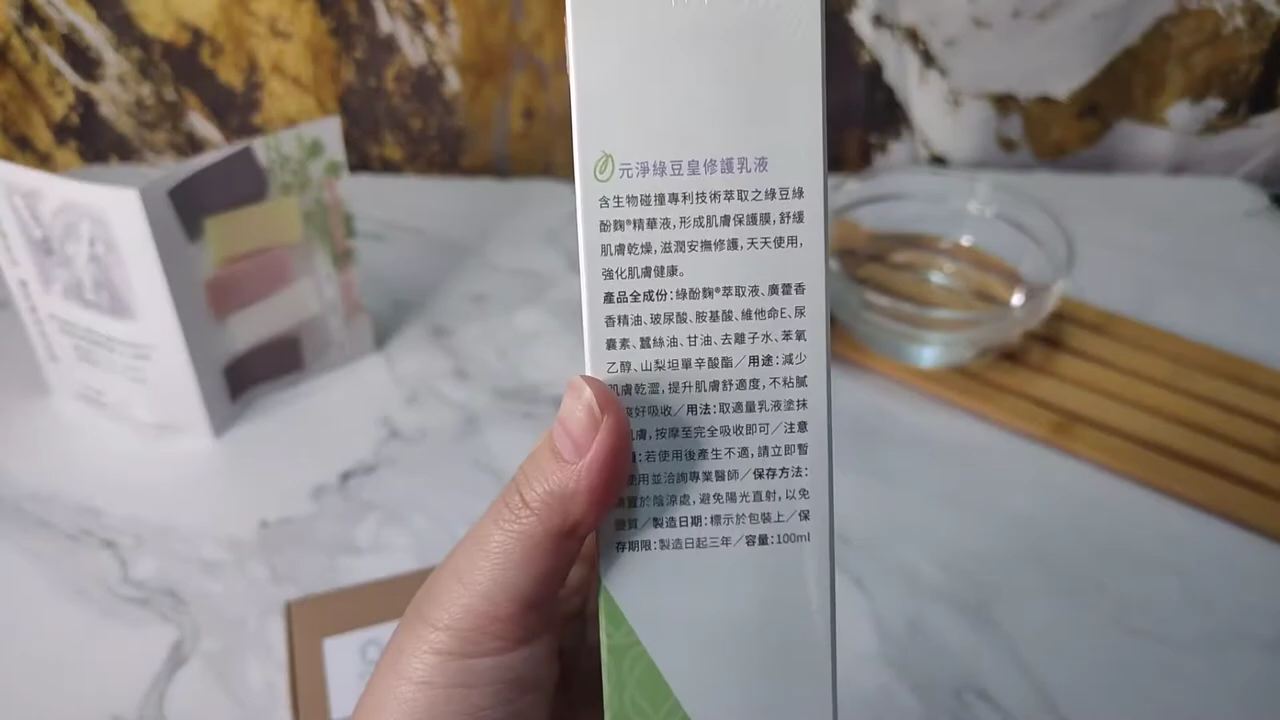 元淨綠豆皇修護乳液
含生物碰撞專利技術萃取之綠豆綠
酚麴®精華液,形成肌膚保護膜,舒緩
肌膚乾燥,滋潤安撫修護,天天使用,
強化肌膚健康。
產品全成份:綠酚麴®萃取液、廣藿香
香精油、玻尿酸、胺基酸、維他命E、尿
囊素、蠶絲油、甘油、去離子水、苯氧
乙醇、山梨坦單辛酸酯／用途:減少
肌膚乾澀,提升肌膚舒適度,不粘膩
好吸收／用法:取適量乳液塗抹
肌膚,按摩至完全吸收即可／注意
:若使用後產生不適,請立即暫
使用並洽詢專業醫師／保存方法:
置於陰涼處,避免陽光直射,以免
變質／製造日期:標示於包裝上／保
存期限:製造日起三年／容量:100ml